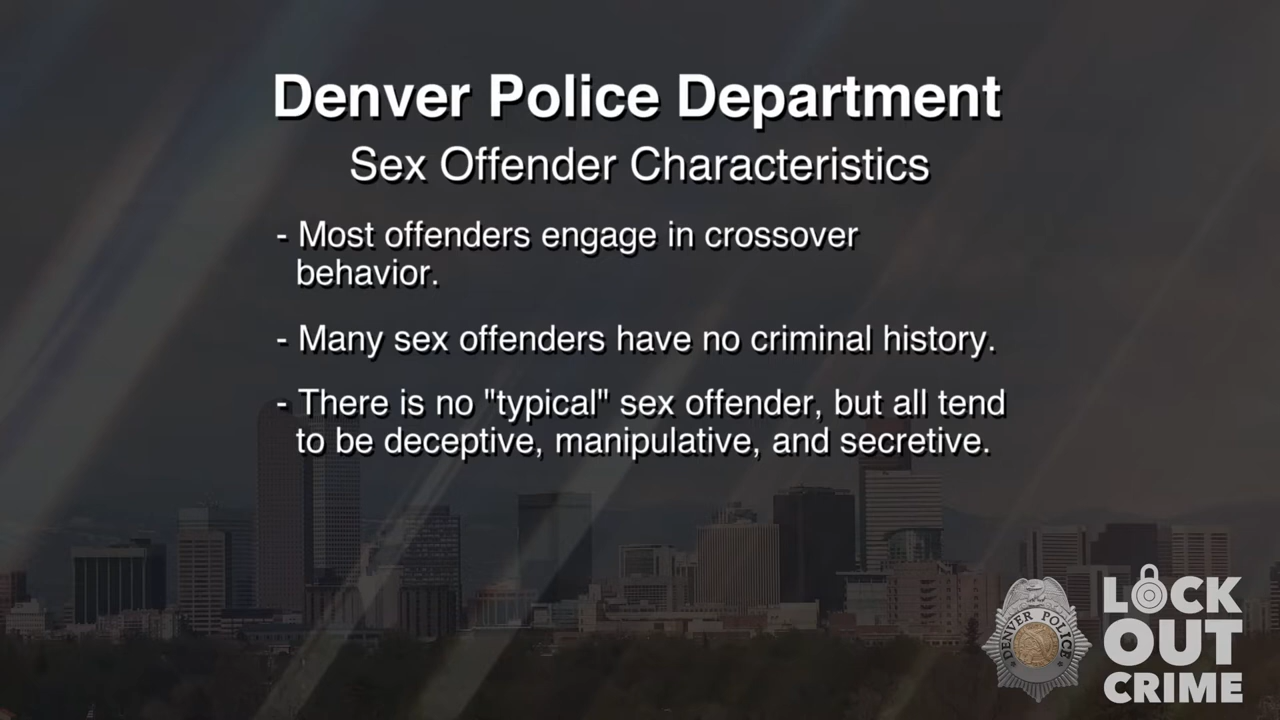 Denver Police Department
Sex Offender Characteristics
- Most offenders engage in crossover
behavior.
- Many sex offenders have no criminal history.
- There is no "typical" sex offender, but all tend
to be deceptive, manipulative, and secretive.
DENVER POLICE
LOCK
OUT
CRIME